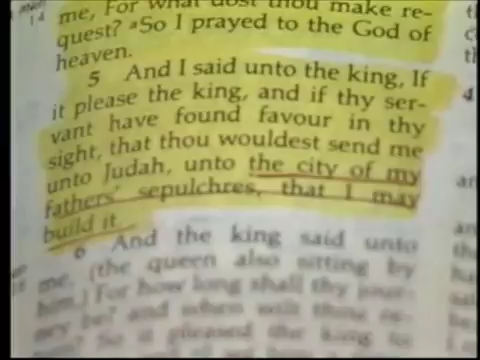 me, For what dost thou make re-
quest? So I prayed to the God of
heaven.
5 And I said unto the king, If
it please the king, and if thy ser-
vant have found favour in thy
sight, that thou wouldest send me
unto Judah, unto the city of my
fathers' sepulchres, that I may
build it.
6 And the king said unto
me, (the queen also sitting by
him,) For how long shall thy jour-
ney be? and when wilt thou re-
So it pleased the king to
14
4